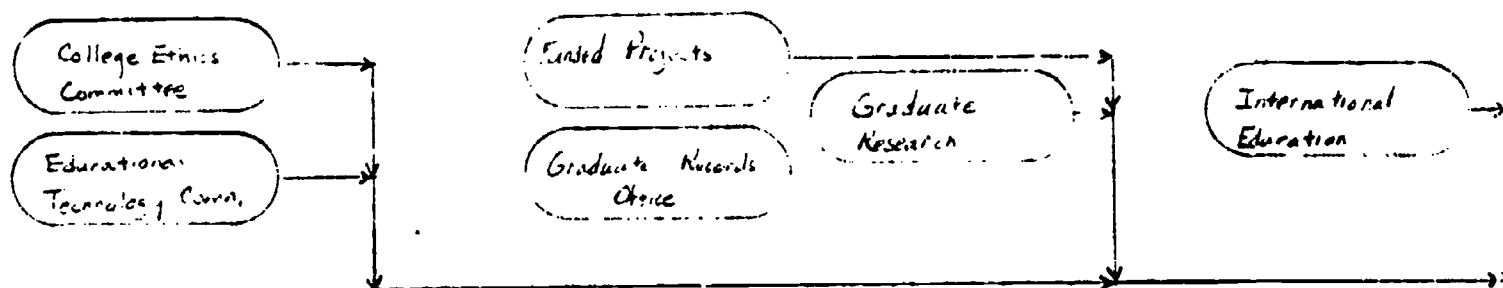 College Ethics
Committee
Educational
Technology Comm.
Funded Projects
Graduate Records
Office
Graduate
Research
International
Education